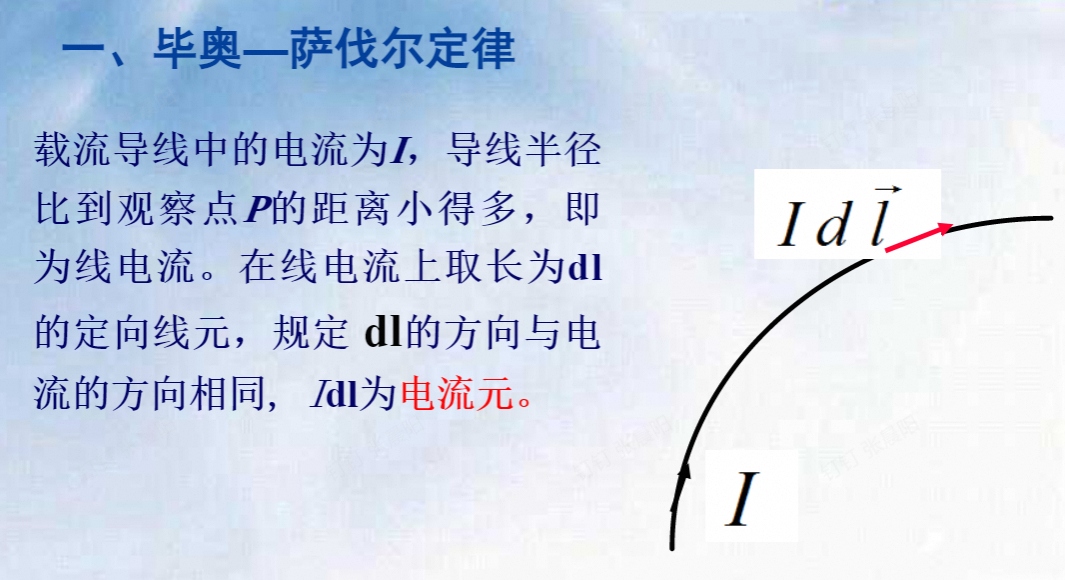 一、毕奥—萨伐尔定律
载流导线中的电流为I，导线半径
比到观察点P的距离小得多，即
为线电流。在线电流上取长为dl
的定向线元，规定 dl的方向与电
流的方向相同, Idl为电流元。
I d l⃗
I